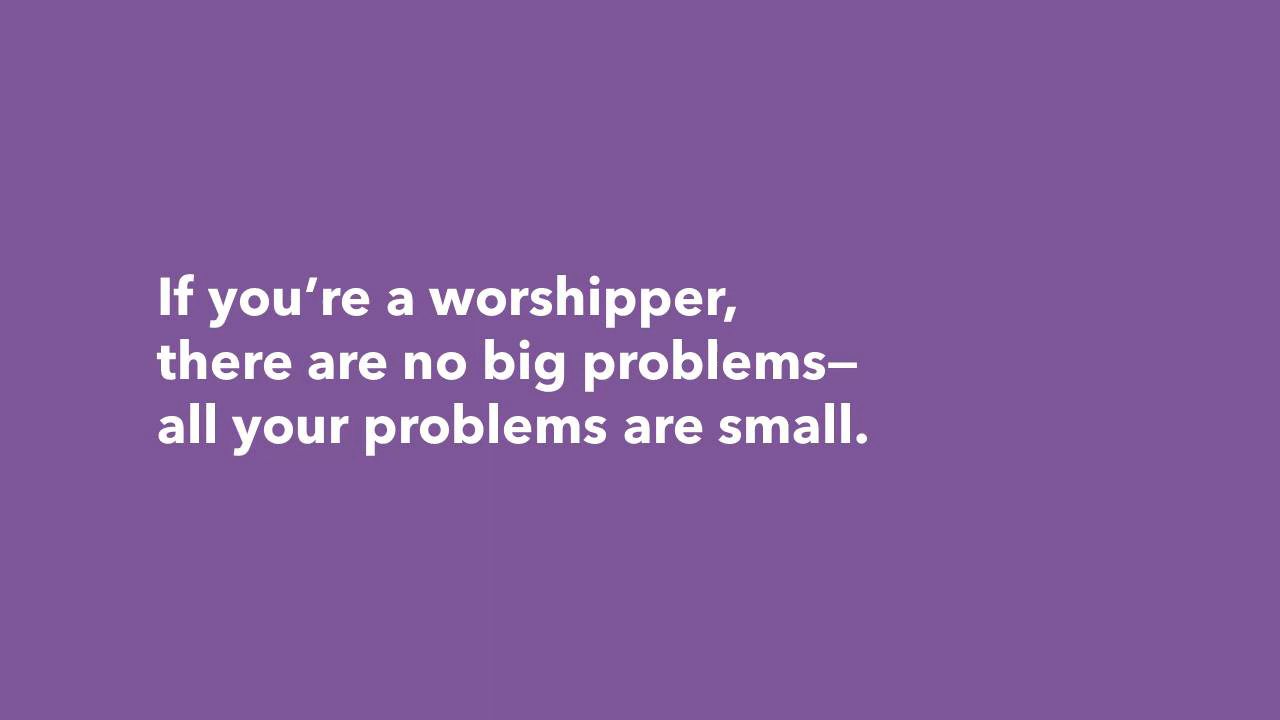 If you’re a worshipper,
there are no big problems—
all your problems are small.